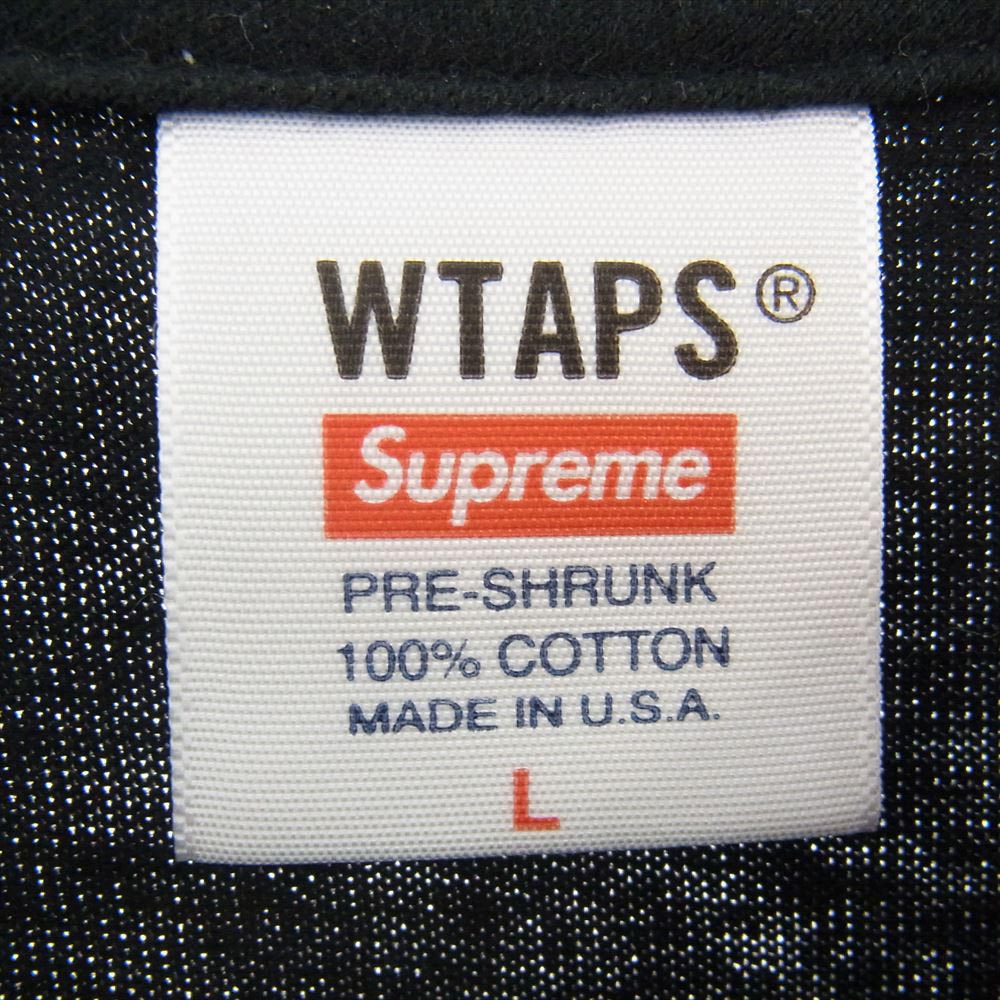 WTAPS®
Supreme
PRE-SHRUNK
100% COTTON
MADE IN U.S.A.
L